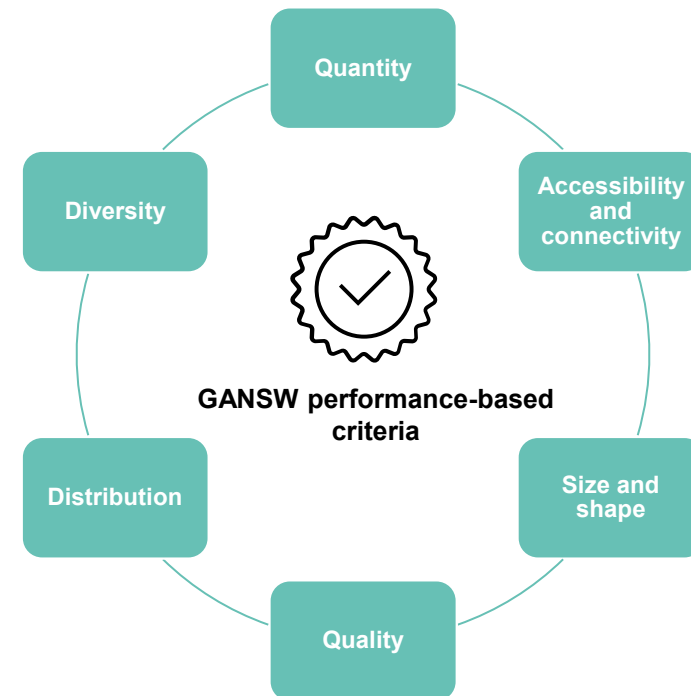 Quantity
Accessibility
and
connectivity
Size and
shape
Quality
Distribution
Diversity
GANSW performance-based
criteria